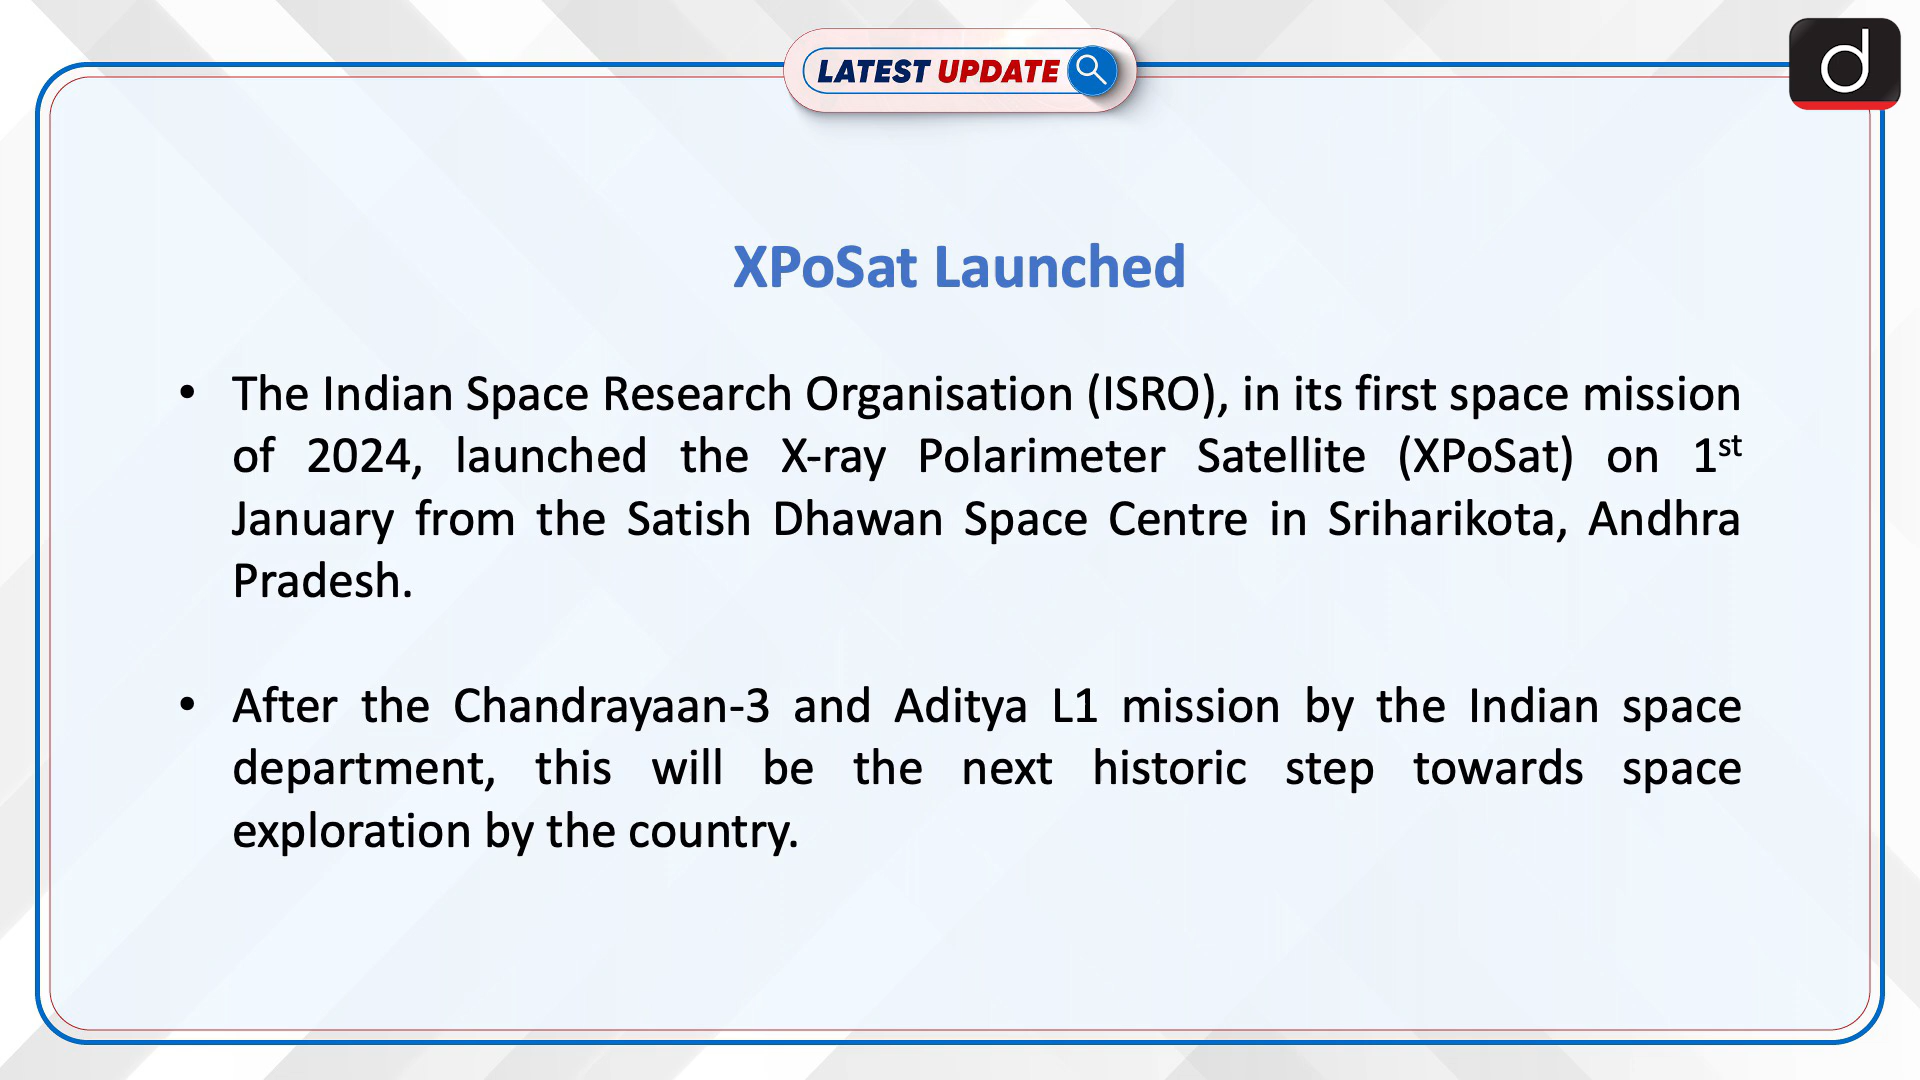 LATEST UPDATE
d
XPoSat Launched
• The Indian Space Research Organisation (ISRO), in its first space mission
of 2024, launched the X-ray Polarimeter Satellite (XPoSat) on 1st
January from the Satish Dhawan Space Centre in Sriharikota, Andhra
Pradesh.
• After the Chandrayaan-3 and Aditya L1 mission by the Indian space
department, this will be the next historic step towards space
exploration by the country.